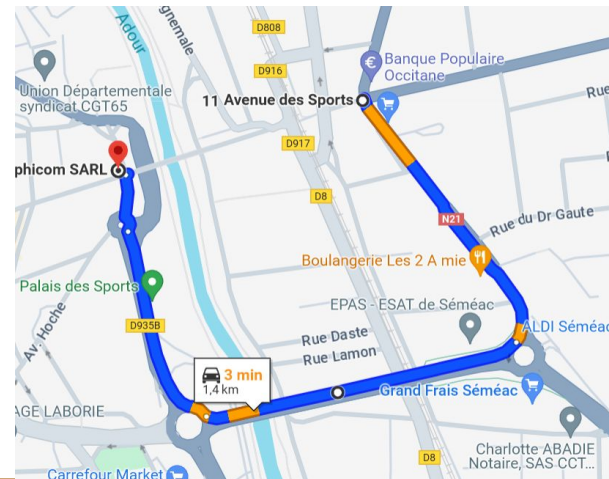 D808
Adour
gnemale
D916
Banque Populaire
Occitane
Union Départementale
syndicat CGT65
11 Avenue des Sports
Rue
D917
phicom SARL
D8
N21
Rue du Dr Gaute
Boulangerie Les 2 A mie
Palais des Sports
EPAS - ESAT de Séméac
D935B
Rue Daste
ALDI Séméac
Av. Hoche
Rue Lamon
3 min
1,4 km
Grand Frais Séméac
AGE LABORIE
Charlotte ABADIE
Notaire, SAS CCT...
D8
Carrefour Market